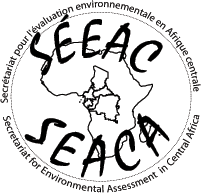 Secrétariat pour l'évaluation environnementale en Afrique centrale
SÉEAC
SEACA
Secretariat for Environmental Assessment in Central Africa